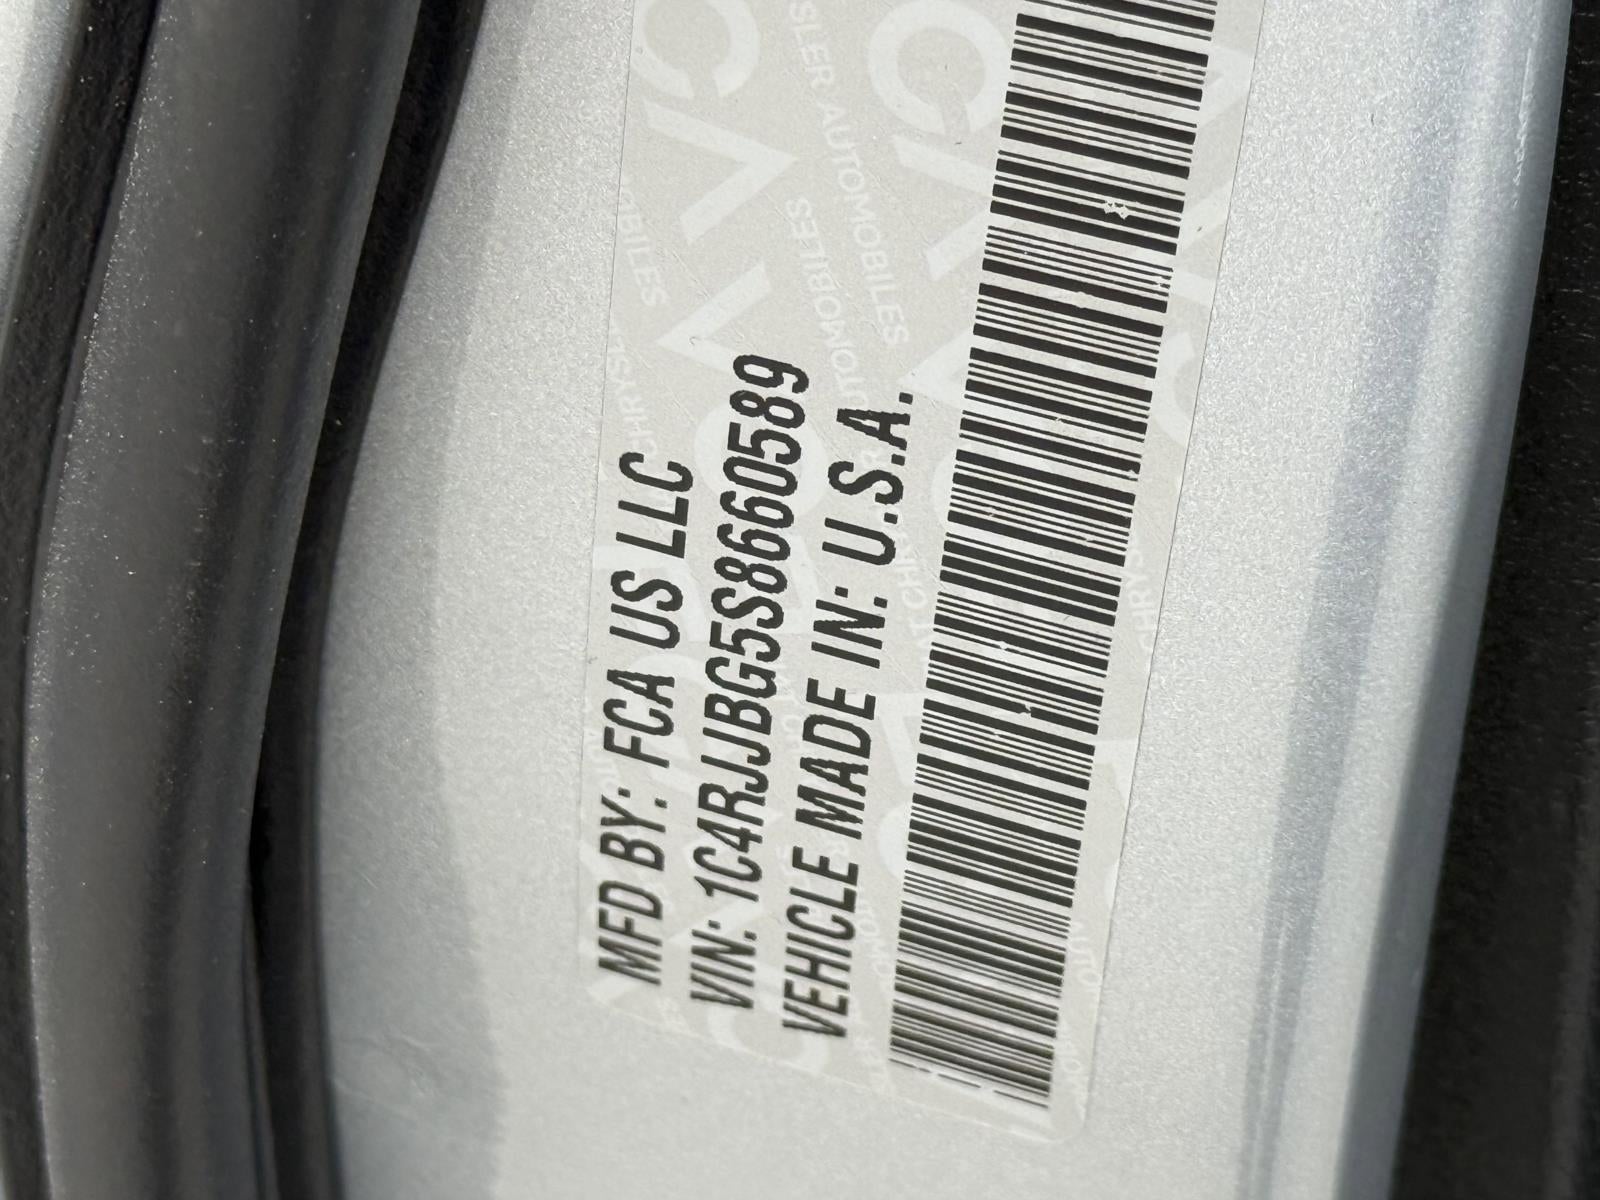 MFD BY: FCA US LLC
VIN: 1C4RJJBG5S8660589
VEHICLE MADE IN: U.S.A.